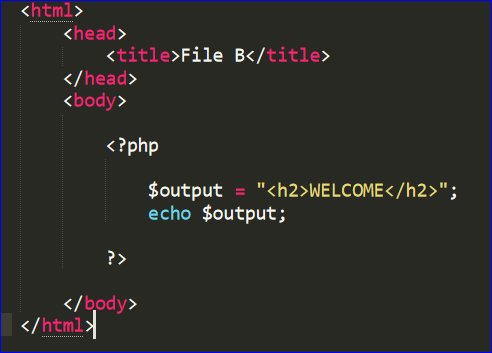 <html>
<head>
<title>File B</title>
</head>
<body>
<?php
$output = "<h2>WELCOME</h2>";
echo $output;
?>
</body>
</html>